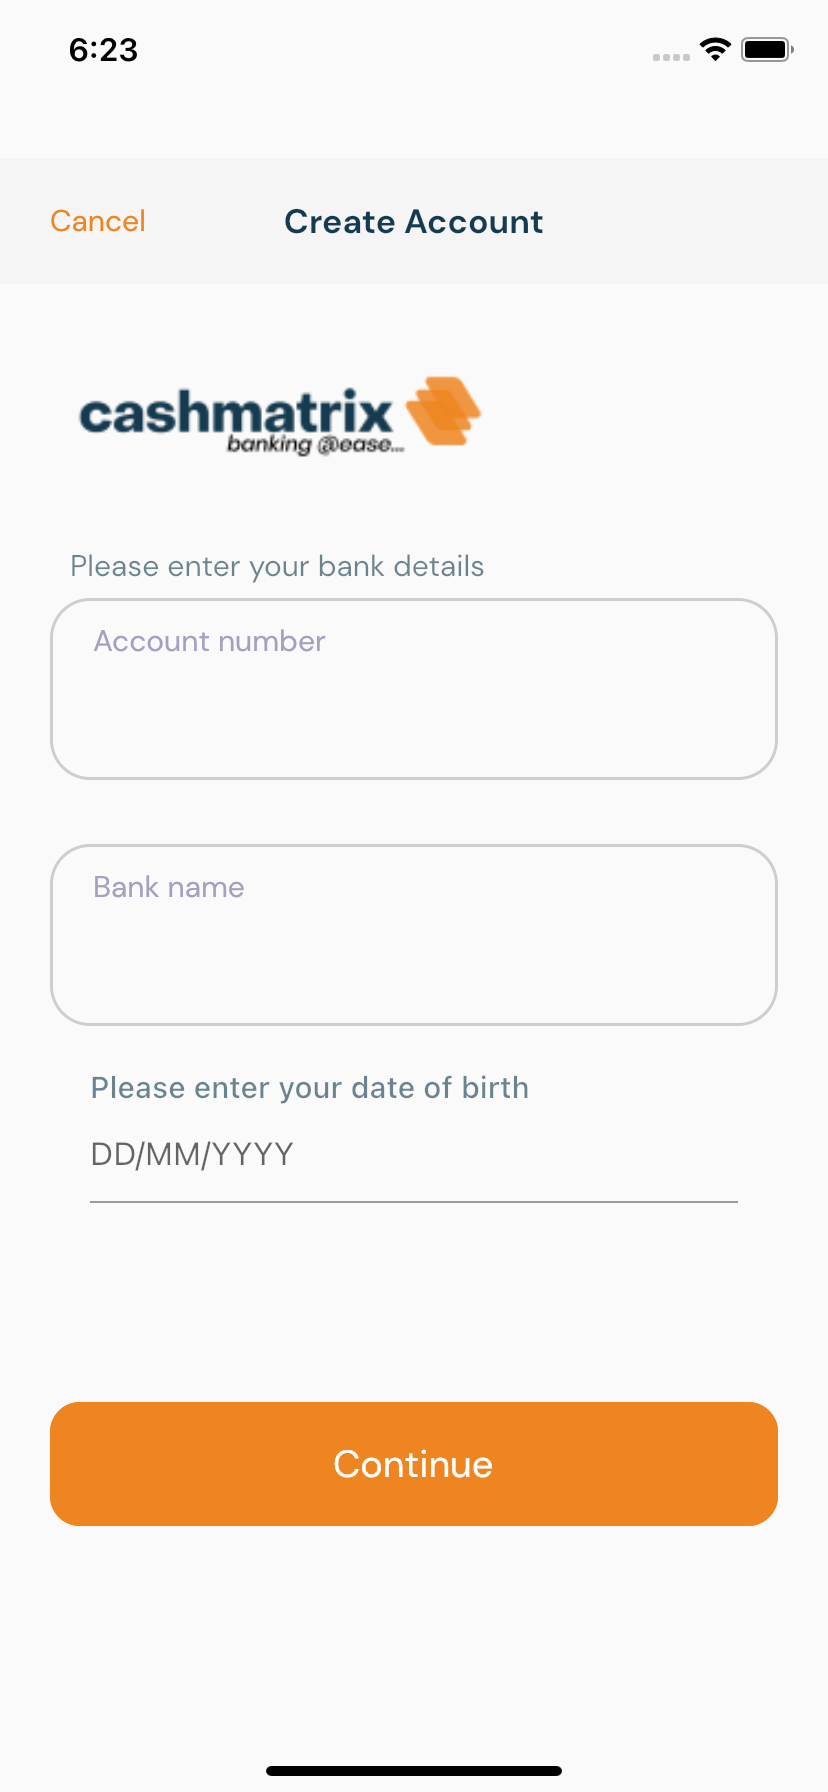 6:23
Cancel
Create Account
cashmatrix
banking @ease...
Please enter your bank details
Account number
Bank name
Please enter your date of birth
DD/MM/YYYY
Continue